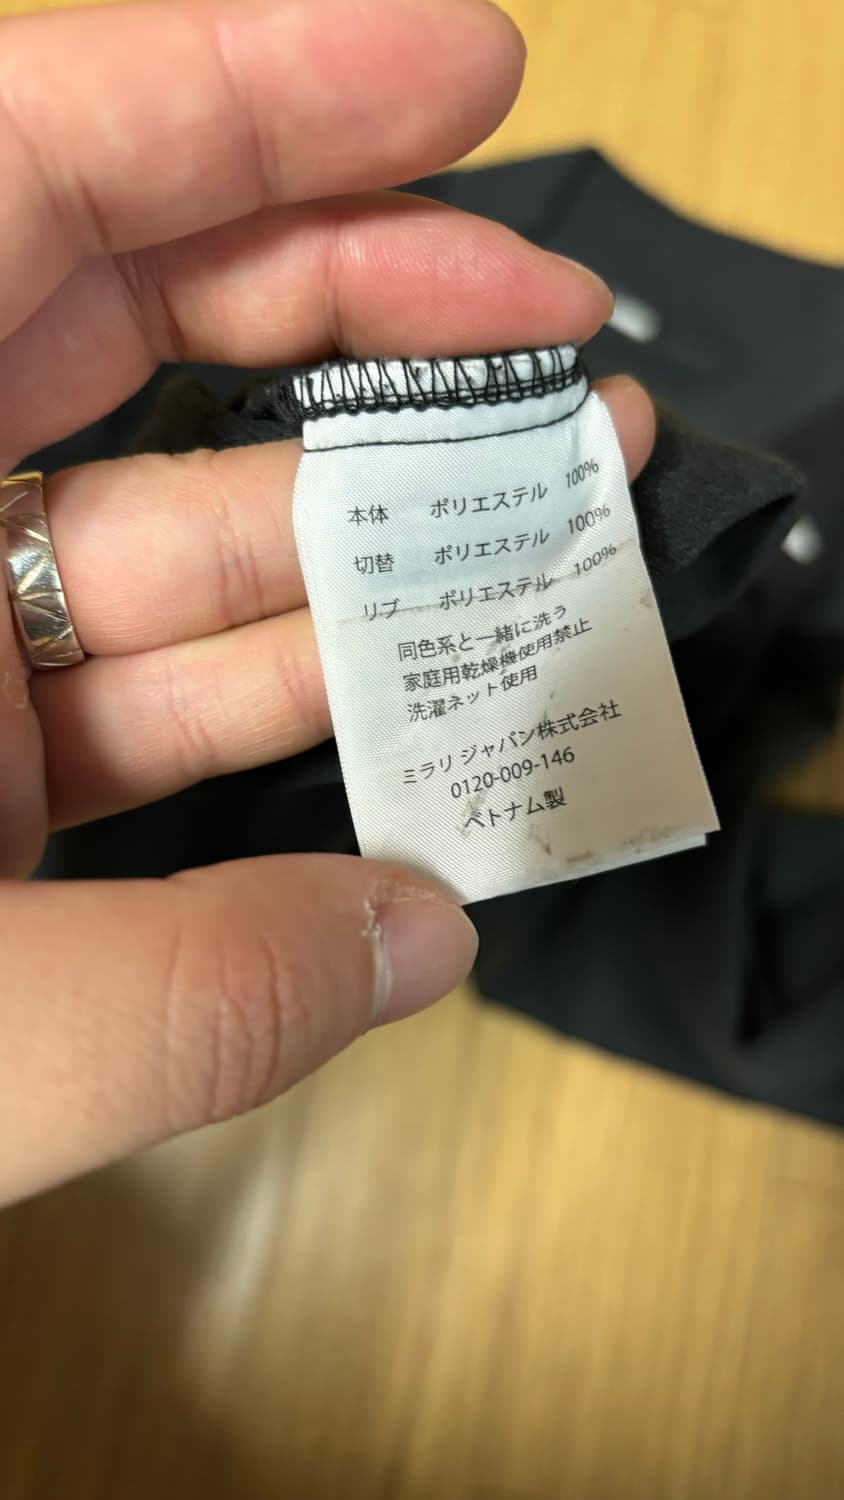 本体 ポリエステル 100%
切替 ポリエステル 100%
リブ ポリエステル 100%
同色系と一緒に洗う
家庭用乾燥機使用禁止
洗濯ネット使用
ミラリ ジャパン株式会社
0120-009-146
ベトナム製